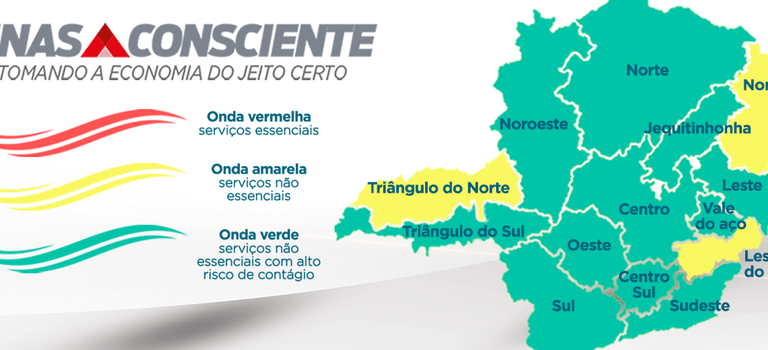 NAS CONSCIENTE
TOMANDO A ECONOMIA DO JEITO CERTO
Onda vermelha
serviços essenciais
Onda amarela
serviços não
essenciais
Onda verde
serviços não
essenciais com alto
risco de contágio
Norte
Nor
Noroeste
Jequitinhonha
Triângulo do Norte
Leste
Centro
Vale
do aço
Triângulo do Sul
Oeste
Les
do
Centro
Sul
Sul
Sudeste